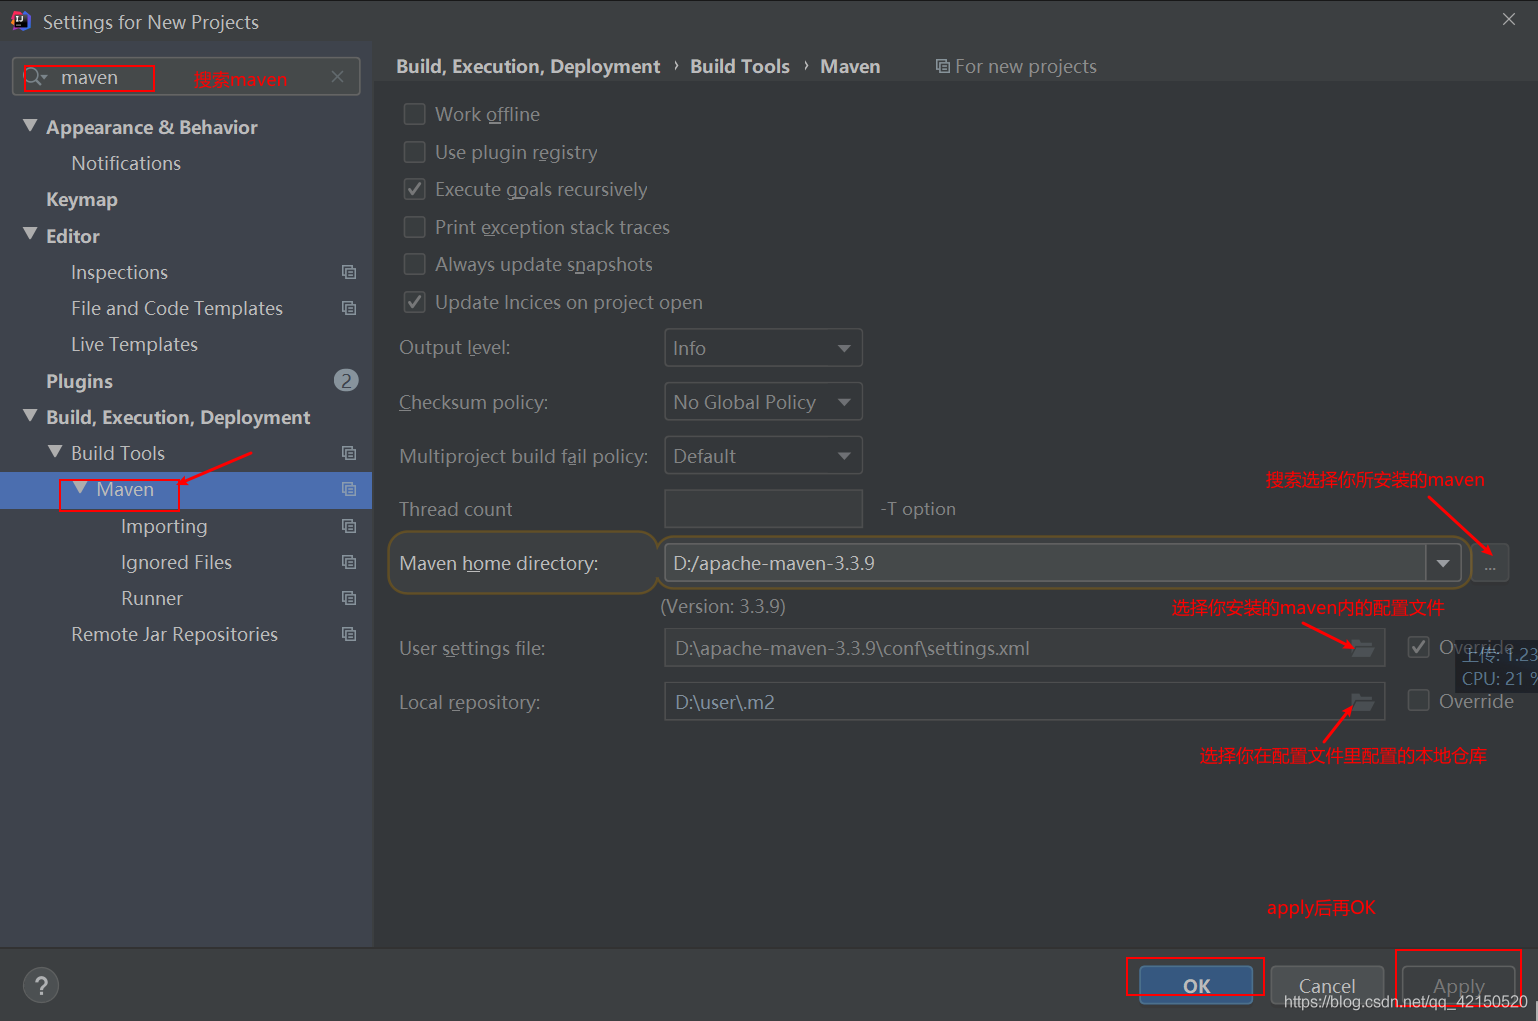 Settings for New Projects
maven
搜索maven
Appearance & Behavior
Notifications
Keymap
Editor
Inspections
File and Code Templates
Live Templates
Plugins
2
Build, Execution, Deployment
Build Tools
Maven
Importing
Ignored Files
Runner
Remote Jar Repositories
Build, Execution, Deployment › Build Tools › Maven For new projects
Work offline
Use plugin registry
Execute goals recursively
Print exception stack traces
Always update snapshots
Update Incices on project open
Output level: Info
Checksum policy: No Global Policy
Multiproject build fail policy: Default
搜索选择你所安装的maven
Thread count -T option
Maven home directory: D:/apache-maven-3.3.9 ...
(Version: 3.3.9)
选择你安装的maven内的配置文件
User settings file: D:\apache-maven-3.3.9\conf\settings.xml Override
上传: 1.23
CPU: 21 %
Local repository: D:\user\.m2 Override
选择你在配置文件里配置的本地仓库
apply后再OK
? OK Cancel Apply
https://blog.csdn.net/qq_42150520